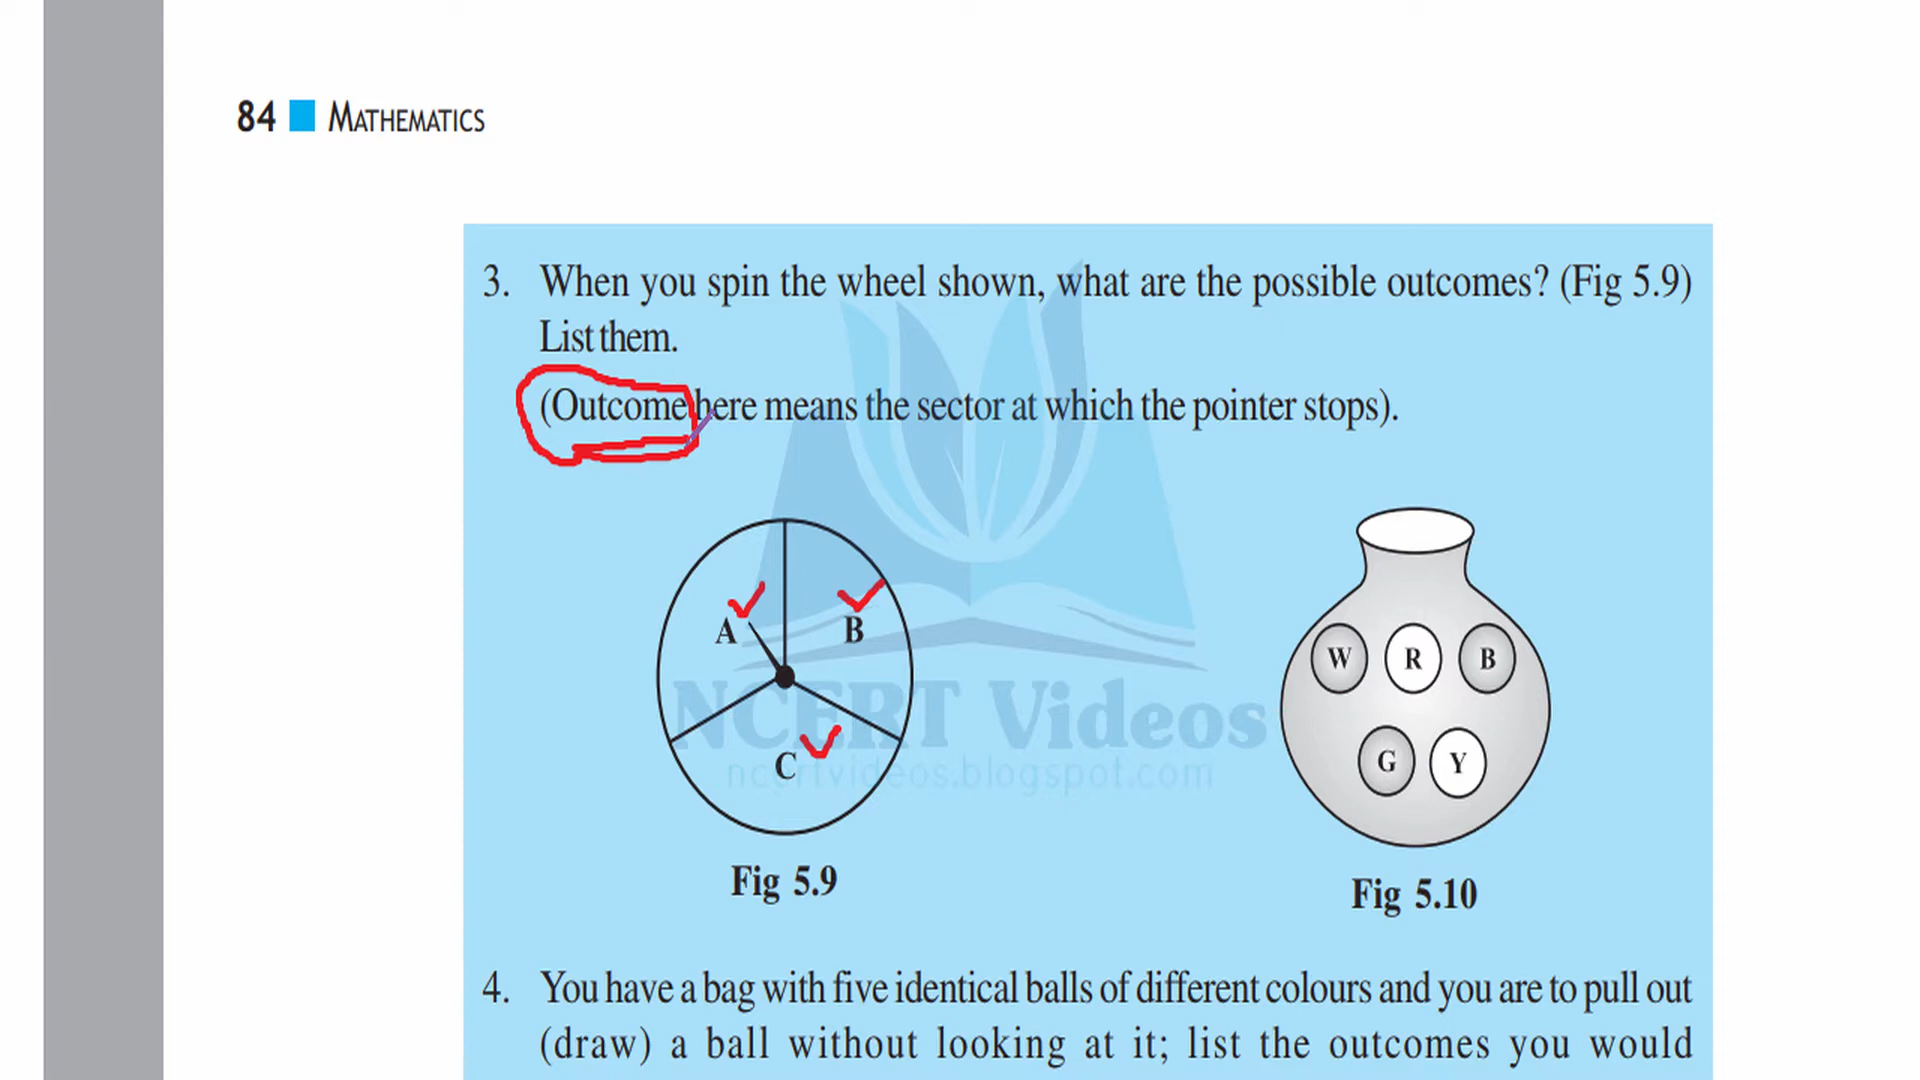 84 MATHEMATICS
3. When you spin the wheel shown, what are the possible outcomes? (Fig 5.9)
List them.
(Outcome here means the sector at which the pointer stops).
A
B
C
W
R
B
G
Y
NCERT Videos
ncertvideos.blogspot.com
Fig 5.9
Fig 5.10
4. You have a bag with five identical balls of different colours and you are to pull out
(draw) a ball without looking at it; list the outcomes you would